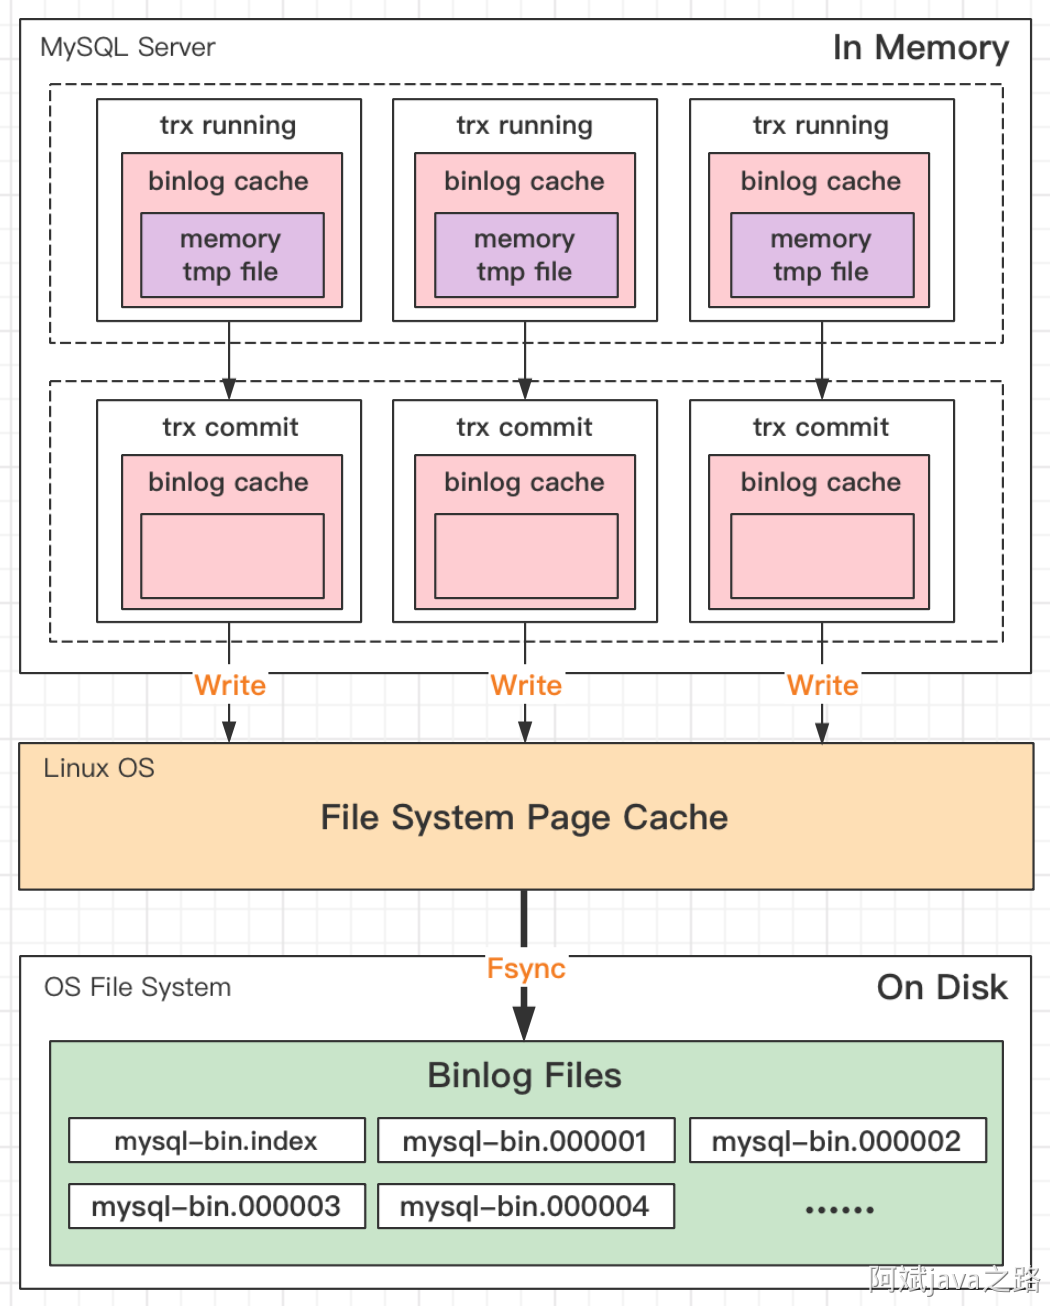 MySQL Server
In Memory
trx running
trx running
trx running
binlog cache
binlog cache
binlog cache
memory
tmp file
memory
tmp file
memory
tmp file
trx commit
trx commit
trx commit
binlog cache
binlog cache
binlog cache
Write
Write
Write
Linux OS
File System Page Cache
Fsync
OS File System
On Disk
Binlog Files
mysql-bin.index
mysql-bin.000001
mysql-bin.000002
mysql-bin.000003
mysql-bin.000004
......
阿斌java之路